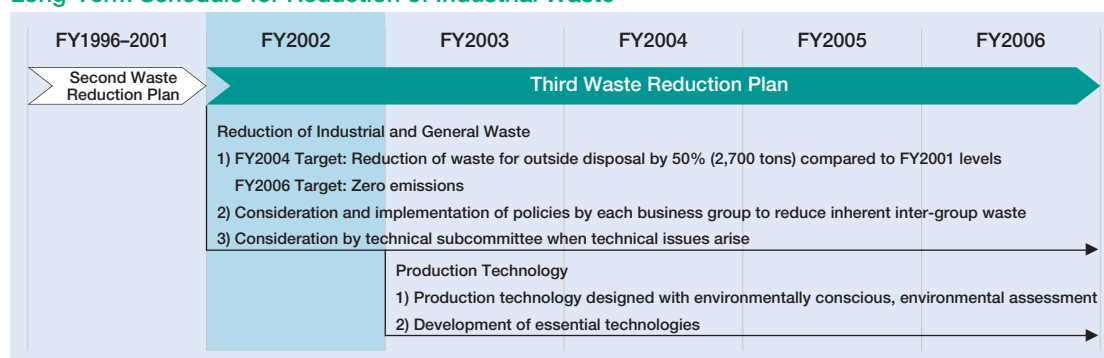 FY1996–2001 FY2002 FY2003 FY2004 FY2005 FY2006
Second Waste
Reduction Plan
Third Waste Reduction Plan
Reduction of Industrial and General Waste
1) FY2004 Target: Reduction of waste for outside disposal by 50% (2,700 tons) compared to FY2001 levels
FY2006 Target: Zero emissions
2) Consideration and implementation of policies by each business group to reduce inherent inter-group waste
3) Consideration by technical subcommittee when technical issues arise
Production Technology
1) Production technology designed with environmentally conscious, environmental assessment
2) Development of essential technologies